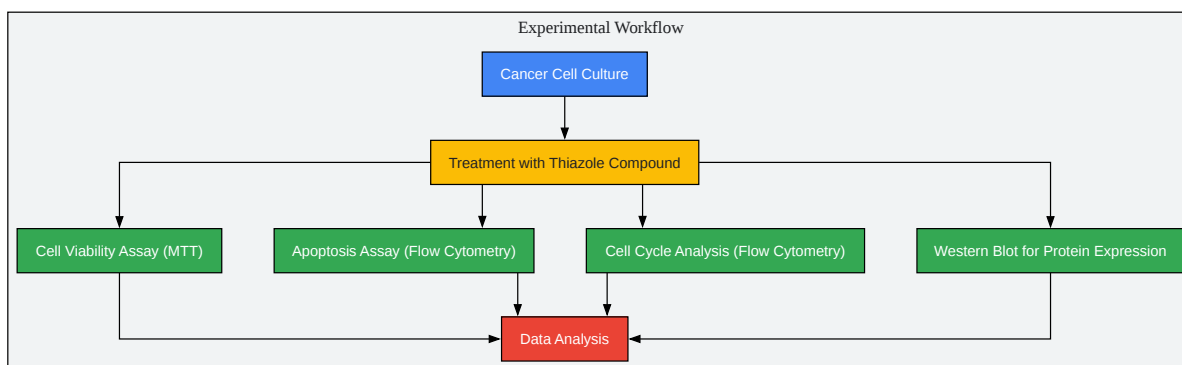 Experimental Workflow
Cancer Cell Culture
Treatment with Thiazole Compound
Cell Viability Assay (MTT)
Apoptosis Assay (Flow Cytometry)
Cell Cycle Analysis (Flow Cytometry)
Western Blot for Protein Expression
Data Analysis